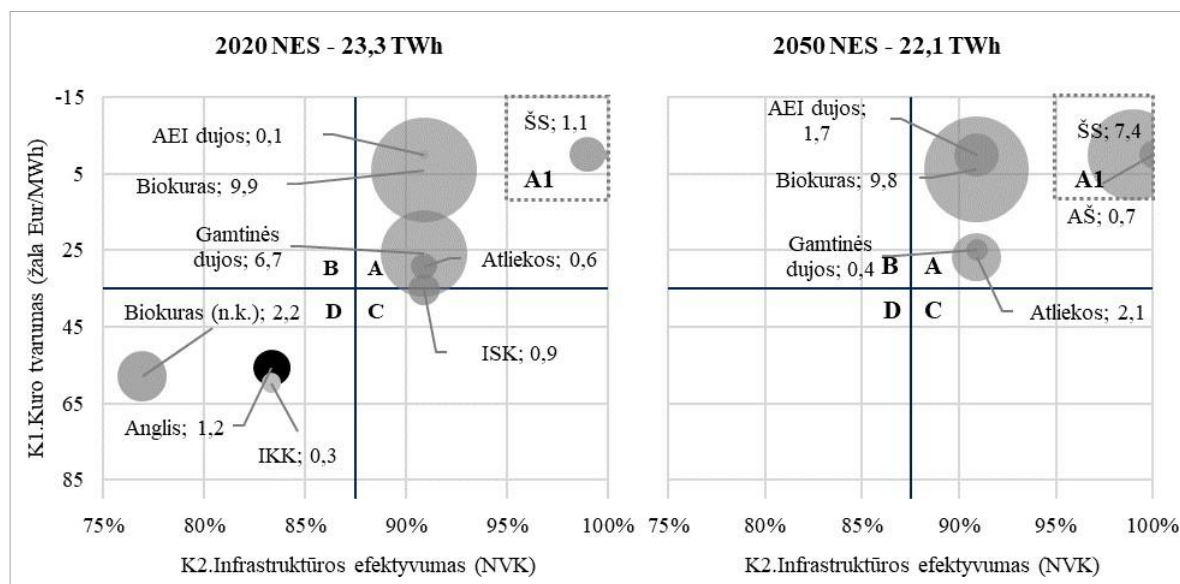 2020 NES - 23,3 TWh
K1.Kuro tvarumas (žala Eur/MWh)
-15
5
25
45
65
85
AEI dujos; 0,1
ŠS; 1,1
Biokuras; 9,9
A1
Gamtinės
dujos; 6,7
Atliekos; 0,6
B
A
D
C
Biokuras (n.k.); 2,2
ISK; 0,9
Anglis; 1,2
IKK; 0,3
75%
80%
85%
90%
95%
100%
K2.Infrastruktūros efektyvumas (NVK)
2050 NES - 22,1 TWh
AEI dujos;
1,7
ŠS; 7,4
Biokuras; 9,8
A1
AŠ; 0,7
Gamtinės
dujos; 0,4
B
A
D
C
Atliekos; 2,1
75%
80%
85%
90%
95%
100%
K2.Infrastruktūros efektyvumas (NVK)